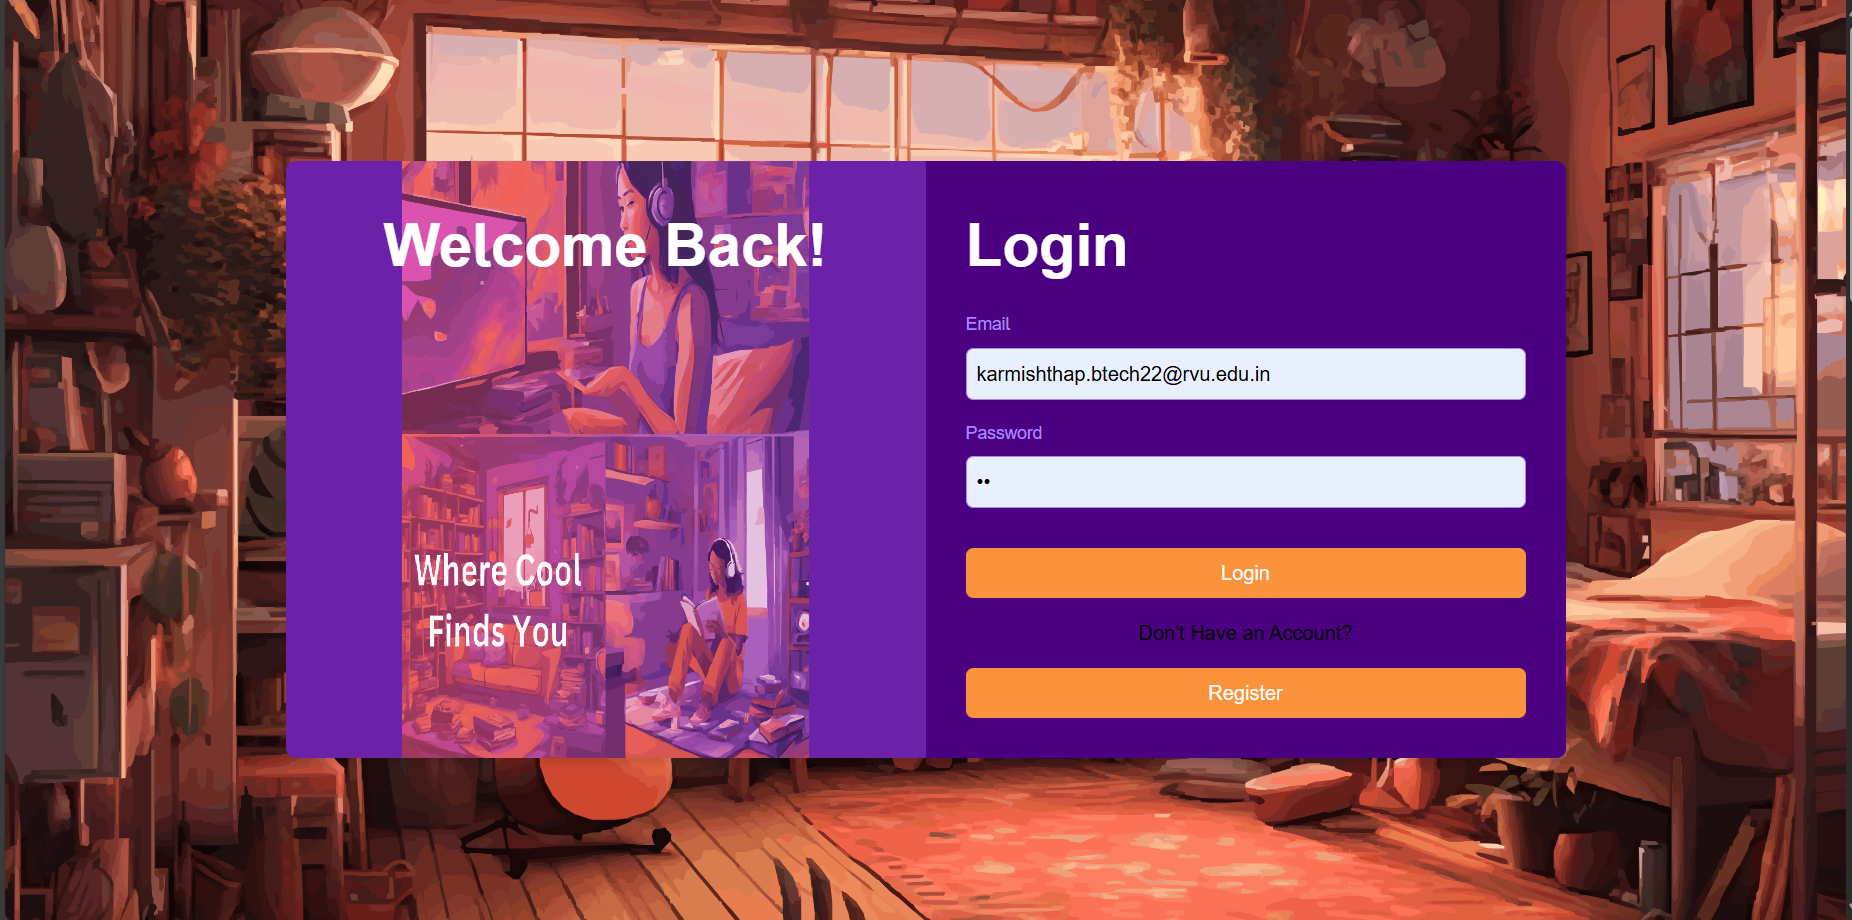 Welcome Back!
Where Cool
Finds You
Login
Email
karmishthap.btech22@rvu.edu.in
Password
••
Login
Don't Have an Account?
Register